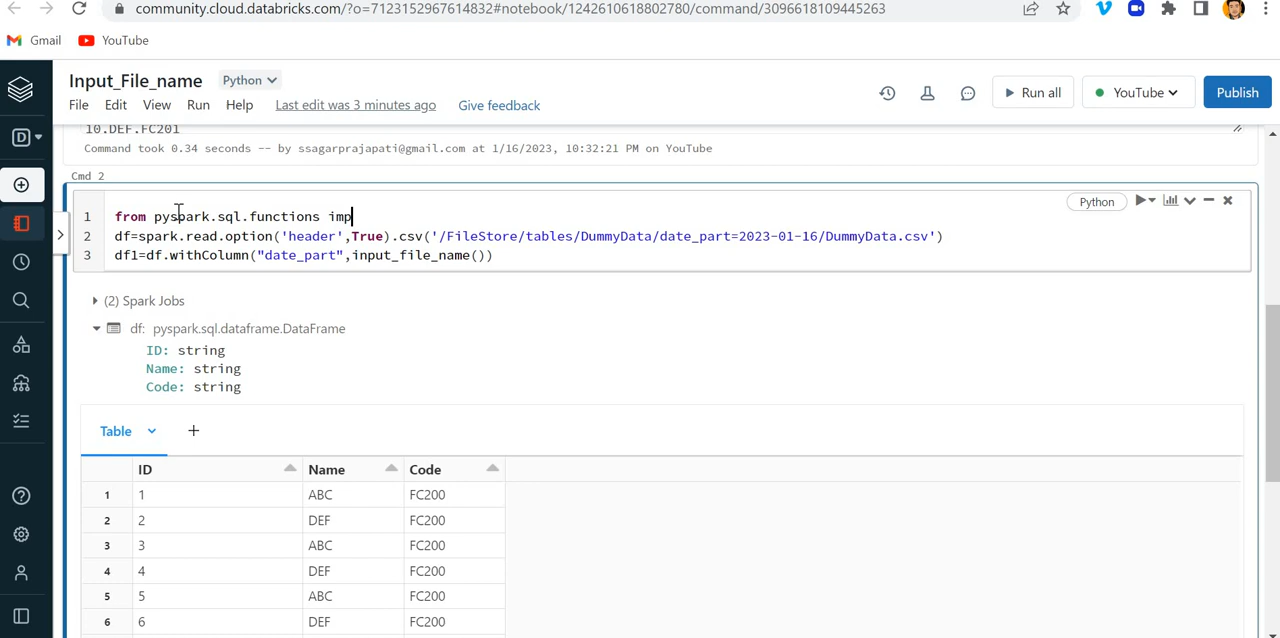 community.cloud.databricks.com/?o=7123152967614832#notebook/1242610618802780/command/3096618109445263
Gmail YouTube
Input_File_name Python
File Edit View Run Help Last edit was 3 minutes ago Give feedback
Run all YouTube Publish
D
10.DEF.FC201
Command took 0.34 seconds -- by ssagarprajapati@gmail.com at 1/16/2023, 10:32:21 PM on YouTube
Cmd 2
Python
1 from pyspark.sql.functions imp
2 df=spark.read.option('header',True).csv('/FileStore/tables/DummyData/date_part=2023-01-16/DummyData.csv')
3 df1=df.withColumn("date_part",input_file_name())
(2) Spark Jobs
df: pyspark.sql.dataframe.DataFrame
ID: string
Name: string
Code: string
Table +
ID Name Code
1 1 ABC FC200
2 2 DEF FC200
3 3 ABC FC200
4 4 DEF FC200
5 5 ABC FC200
6 6 DEF FC200